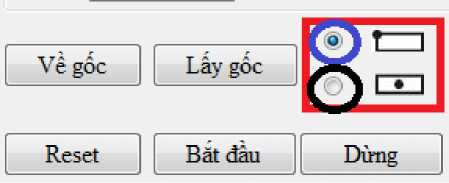 Về gốc
Lấy gốc
Reset
Bắt đầu
Dừng